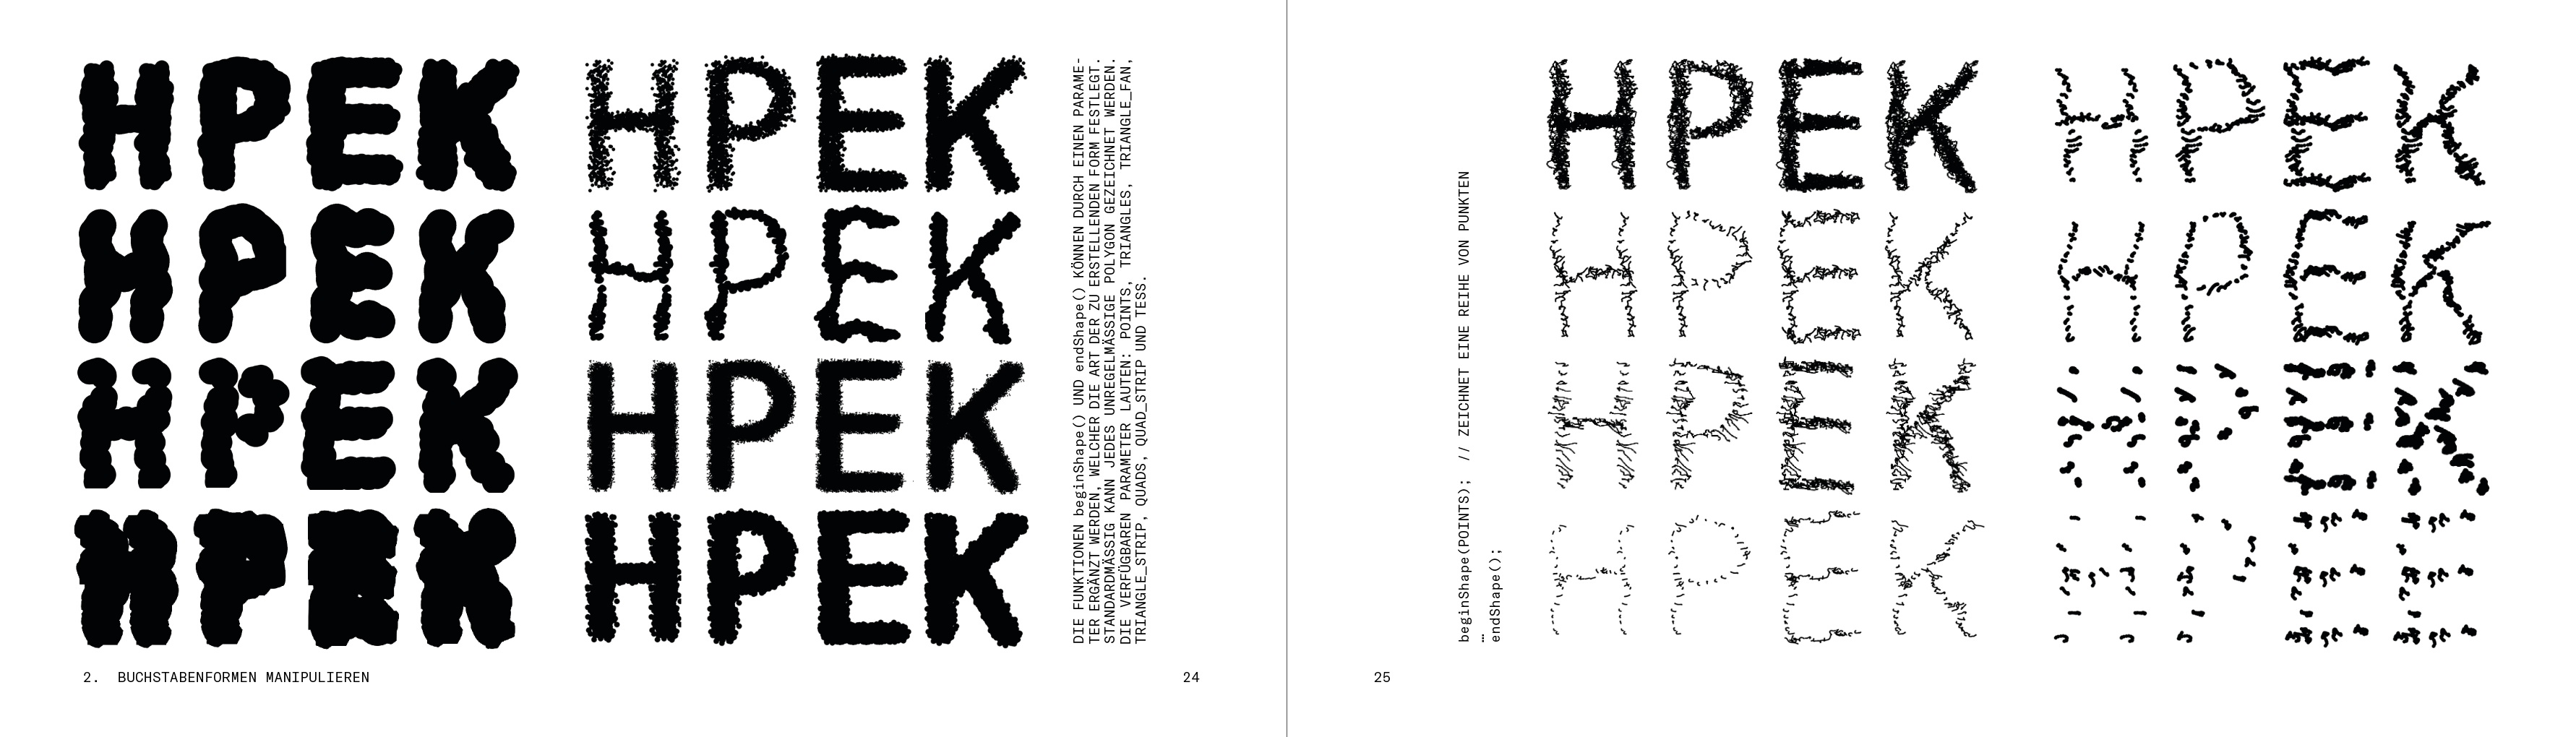 HPEK HPEK
HPEK HPEK
HPEK HPEK
HPEK HPEK
DIE FUNKTIONEN beginShape() UND endShape() KÖNNEN DURCH EINEN PARAME-
TER ERGÄNZT WERDEN, WELCHER DIE ART DER ZU ERSTELLENDEN FORM FESTLEGT.
STANDARDMÄSSIG KANN JEDES UNREGELMÄSSIGE POLYGON GEZEICHNET WERDEN.
DIE VERFÜGBAREN PARAMETER LAUTEN: POINTS, TRIANGLES, TRIANGLE_FAN,
TRIANGLE_STRIP, QUADS, QUAD_STRIP UND TESS.
2. BUCHSTABENFORMEN MANIPULIEREN
24
beginShape(POINTS); // ZEICHNET EINE REIHE VON PUNKTEN
…
endShape();
HPEK HPEK
HPEK HPEK
HPEK HPEK
HPEK HPEK
25